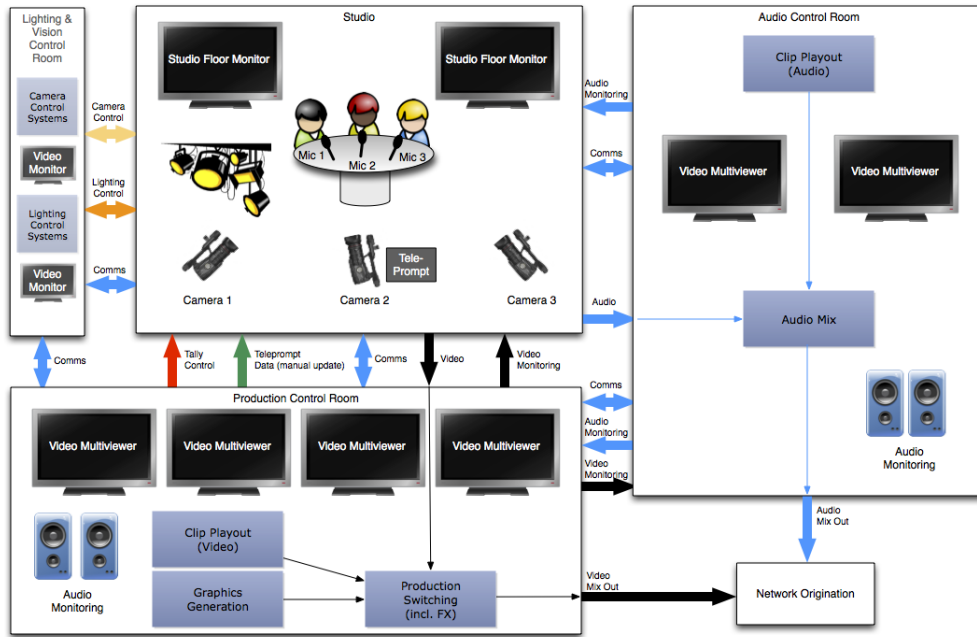 Lighting &
Vision
Control
Room
Camera
Control
Systems
Video
Monitor
Lighting
Control
Systems
Video
Monitor
Camera
Control
Lighting
Control
Comms
Comms
Studio
Studio Floor Monitor
Studio Floor Monitor
Mic 1
Mic 2
Mic 3
Tele-
Prompt
Camera 1
Camera 2
Camera 3
Audio
Monitoring
Comms
Audio
Audio Control Room
Clip Playout
(Audio)
Video Multiviewer
Video Multiviewer
Audio Mix
Audio
Monitoring
Tally
Control
Teleprompt
Data (manual update)
Comms
Video
Video
Monitoring
Comms
Audio
Monitoring
Video
Monitoring
Production Control Room
Video Multiviewer
Video Multiviewer
Video Multiviewer
Video Multiviewer
Audio
Monitoring
Clip Playout
(Video)
Graphics
Generation
Production
Switching
(incl. FX)
Video
Mix Out
Audio
Mix Out
Network Origination